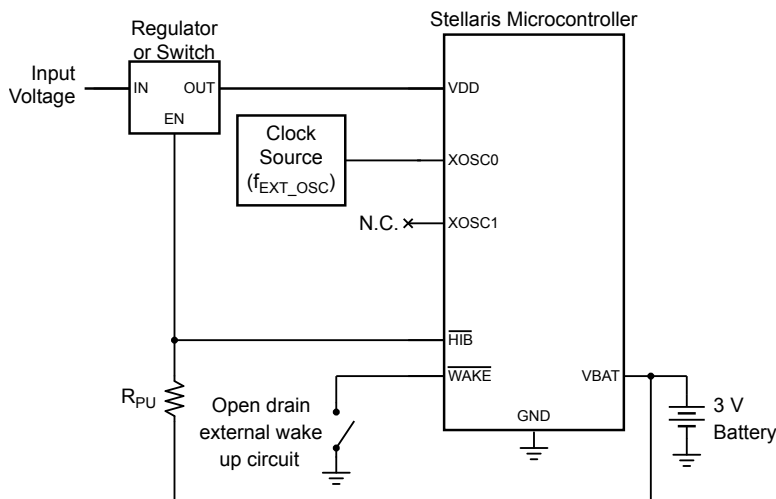 Stellaris Microcontroller
Regulator
or Switch
Input
Voltage
IN
OUT
EN
VDD
Clock
Source
(fEXT_OSC)
XOSC0
N.C.
XOSC1
HIB
WAKE
VBAT
RPU
Open drain
external wake
up circuit
GND
3 V
Battery